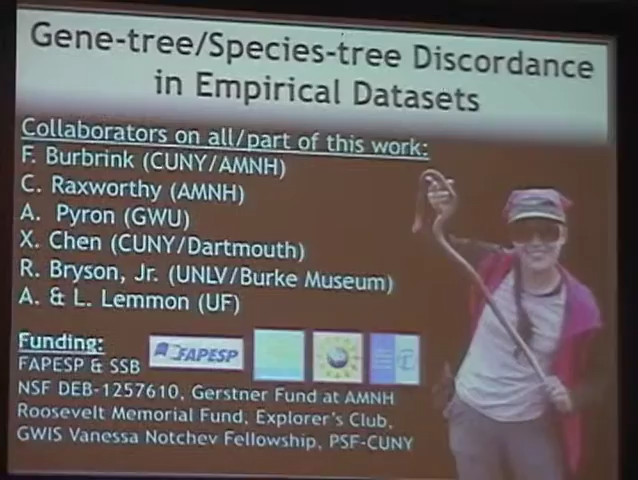 Gene-tree/Species-tree Discordance
in Empirical Datasets
Collaborators on all/part of this work:
F. Burbrink (CUNY/AMNH)
C. Raxworthy (AMNH)
A. Pyron (GWU)
X. Chen (CUNY/Dartmouth)
R. Bryson, Jr. (UNLV/Burke Museum)
A. & L. Lemmon (UF)
Funding:
FAPESP
FAPESP & SSB
NSF DEB-1257610, Gerstner Fund at AMNH
Roosevelt Memorial Fund, Explorer's Club,
GWIS Vanessa Notchev Fellowship, PSF-CUNY